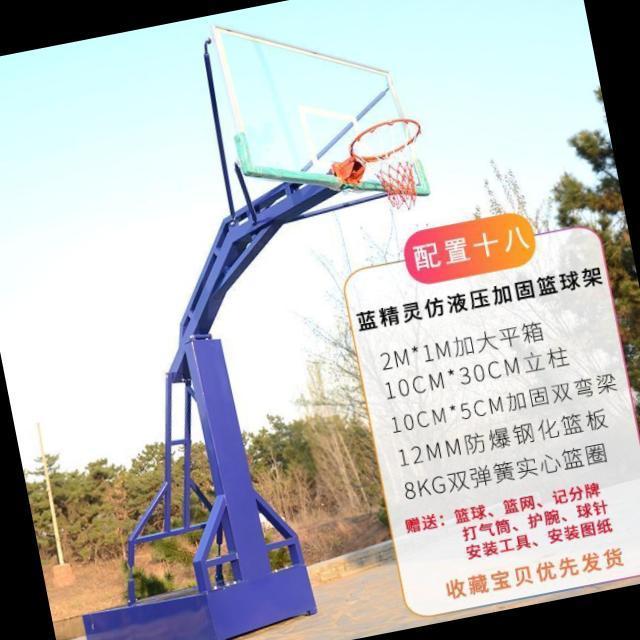 配置十八
蓝精灵仿液压加固篮球架
2M*1M加大平箱
10CM*30CM立柱
10CM*5CM加固双弯梁
12MM防爆钢化篮板
8KG双弹簧实心篮圈
赠送：篮球、篮网、记分牌
打气筒、护腕、球针
安装工具、安装图纸
收藏宝贝优先发货